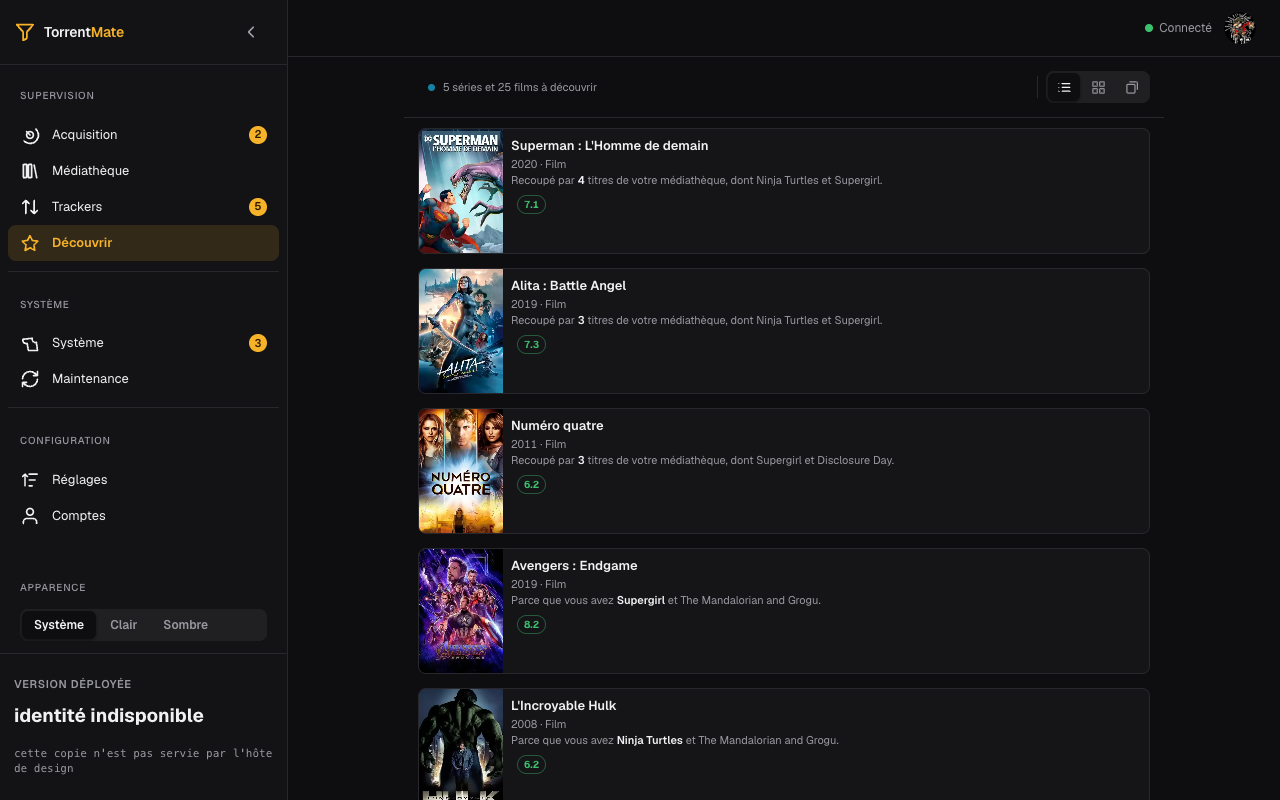 TorrentMate
Connecté
SUPERVISION
Acquisition 2
Médiathèque
Trackers 5
Découvrir
SYSTÈME
Système 3
Maintenance
CONFIGURATION
Réglages
Comptes
APPARENCE
Système Clair Sombre
VERSION DÉPLOYÉE
identité indisponible
cette copie n'est pas servie par l'hôte
de design
5 séries et 25 films à découvrir
DC SUPERMAN
L'HOMME DE DEMAIN
Superman : L'Homme de demain
2020 · Film
Recoupé par 4 titres de votre médiathèque, dont Ninja Turtles et Supergirl.
7.1
ALITA
Alita : Battle Angel
2019 · Film
Recoupé par 3 titres de votre médiathèque, dont Ninja Turtles et Supergirl.
7.3
NUMÉRO
QUATRE
Numéro quatre
2011 · Film
Recoupé par 3 titres de votre médiathèque, dont Supergirl et Disclosure Day.
6.2
Avengers : Endgame
2019 · Film
Parce que vous avez Supergirl et The Mandalorian and Grogu.
8.2
L'Incroyable Hulk
2008 · Film
Parce que vous avez Ninja Turtles et The Mandalorian and Grogu.
6.2